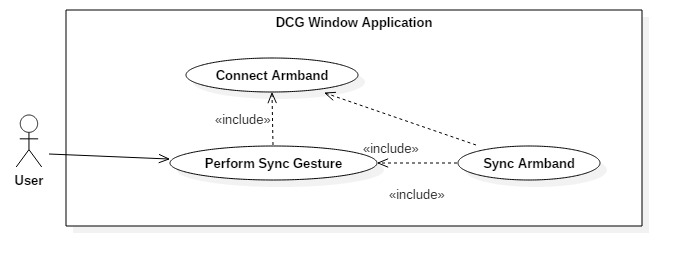 DCG Window Application
Connect Armband
«include»
«include»
Perform Sync Gesture
Sync Armband
User
«include»